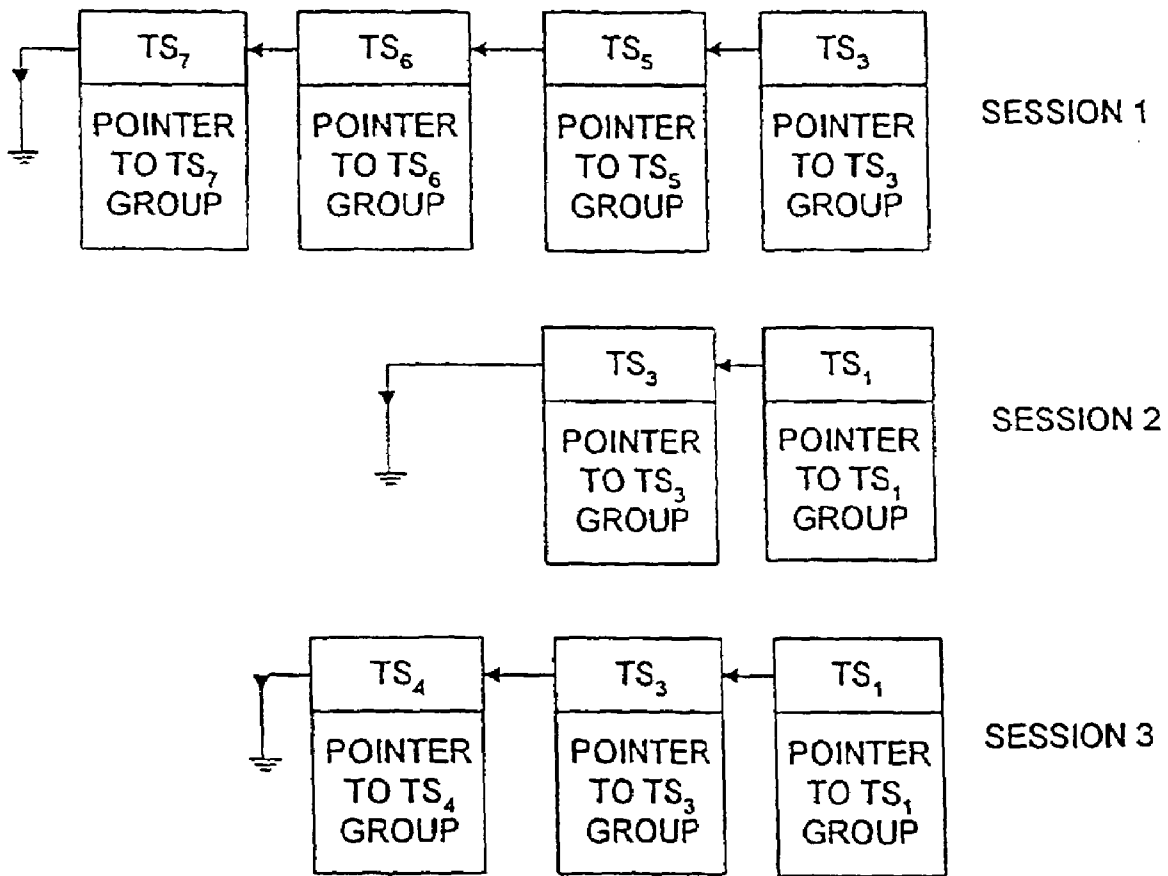 TS₇ TS₆ TS₅ TS₃
POINTER TO TS₇ GROUP
POINTER TO TS₆ GROUP
POINTER TO TS₅ GROUP
POINTER TO TS₃ GROUP
SESSION 1
TS₃ TS₁
POINTER TO TS₃ GROUP
POINTER TO TS₁ GROUP
SESSION 2
TS₄ TS₃ TS₁
POINTER TO TS₄ GROUP
POINTER TO TS₃ GROUP
POINTER TO TS₁ GROUP
SESSION 3